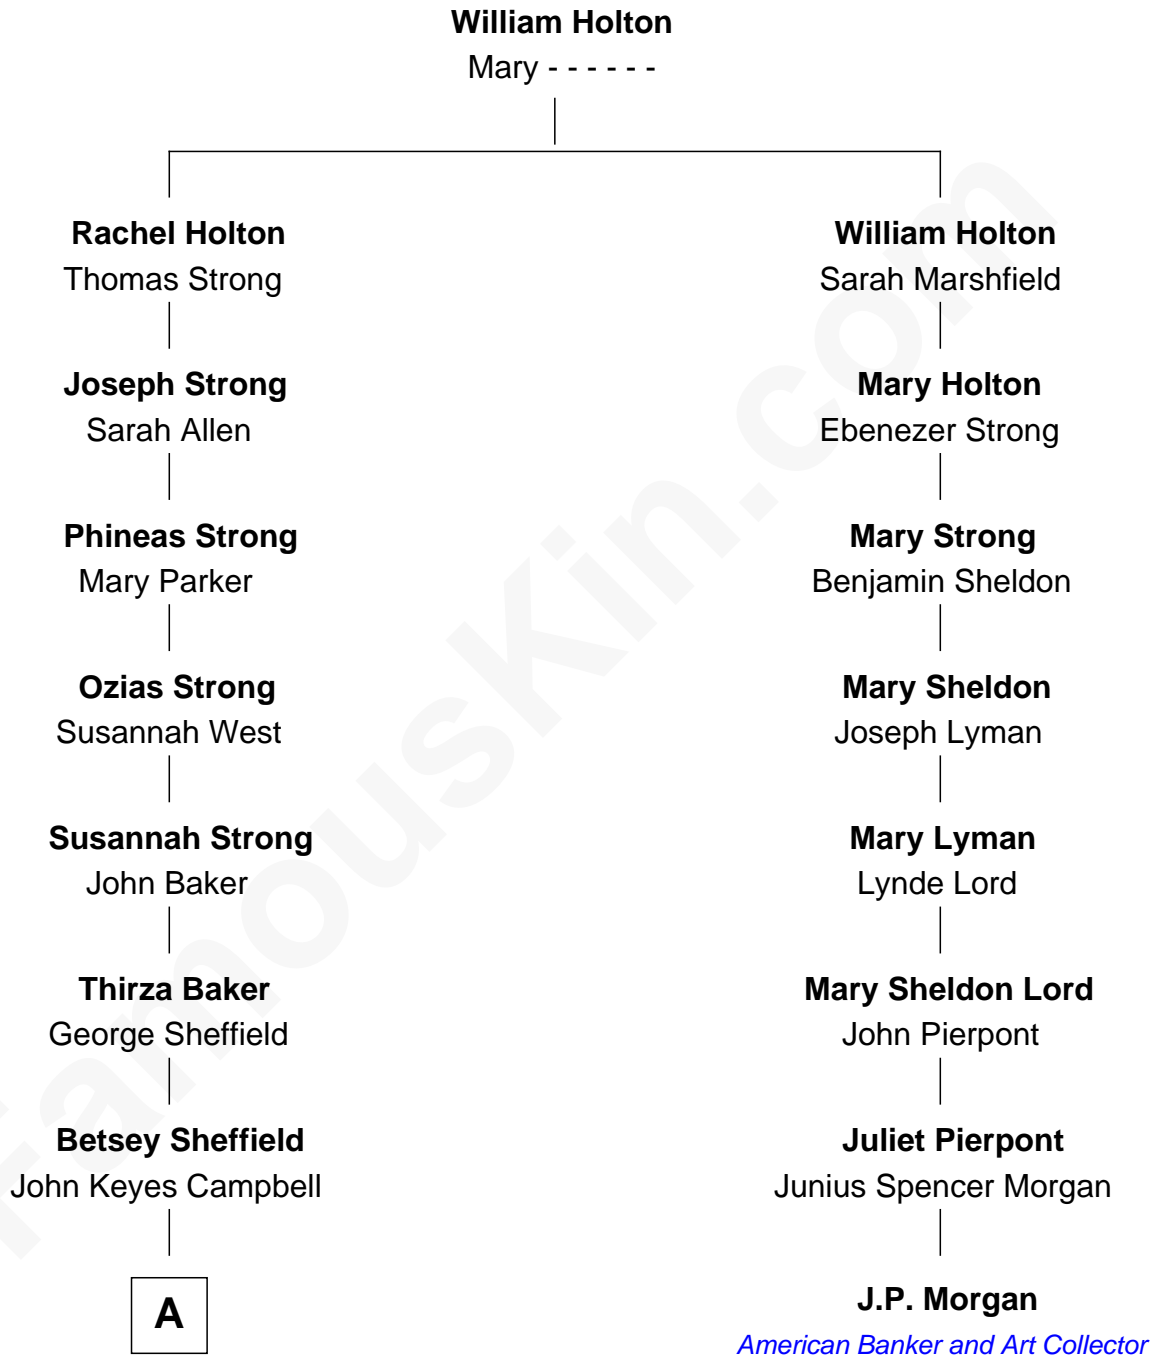 William Holton
Mary - - - - - -
Rachel Holton
Thomas Strong
William Holton
Sarah Marshfield
Joseph Strong
Sarah Allen
Mary Holton
Ebenezer Strong
Phineas Strong
Mary Parker
Mary Strong
Benjamin Sheldon
Ozias Strong
Susannah West
Mary Sheldon
Joseph Lyman
Susannah Strong
John Baker
Mary Lyman
Lynde Lord
Thirza Baker
George Sheffield
Mary Sheldon Lord
John Pierpont
Betsey Sheffield
John Keyes Campbell
Juliet Pierpont
Junius Spencer Morgan
A
J.P. Morgan
American Banker and Art Collector
FamousKin.com